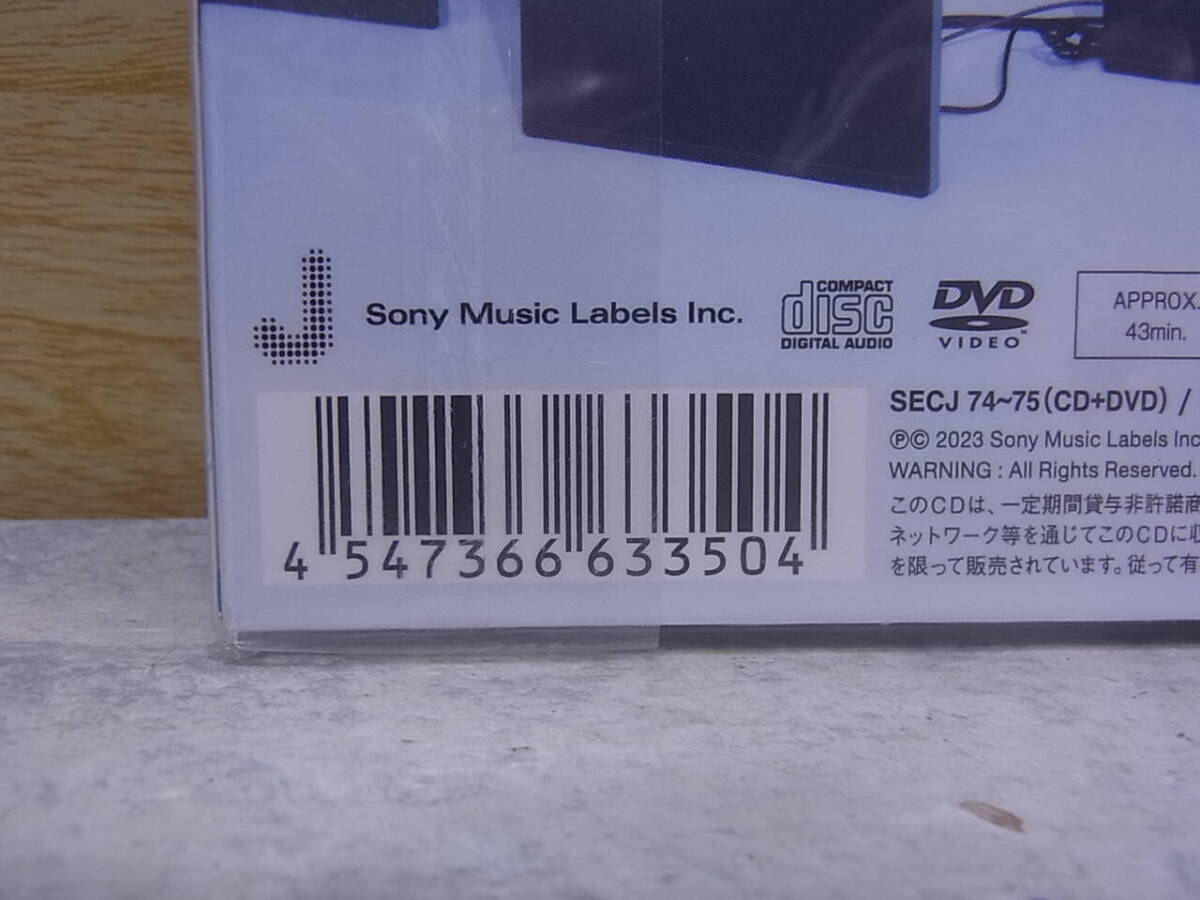 Sony Music Labels Inc.
COMPACT
disc
DIGITAL AUDIO
DVD
VIDEO
APPROX.
43min.
4 547366 633504
SECJ 74~75(CD+DVD) /
℗© 2023 Sony Music Labels Inc
WARNING : All Rights Reserved.
このCDは、一定期間貸与非許諾商
ネットワーク等を通じてこのCDに収
を限って販売されています。従って有